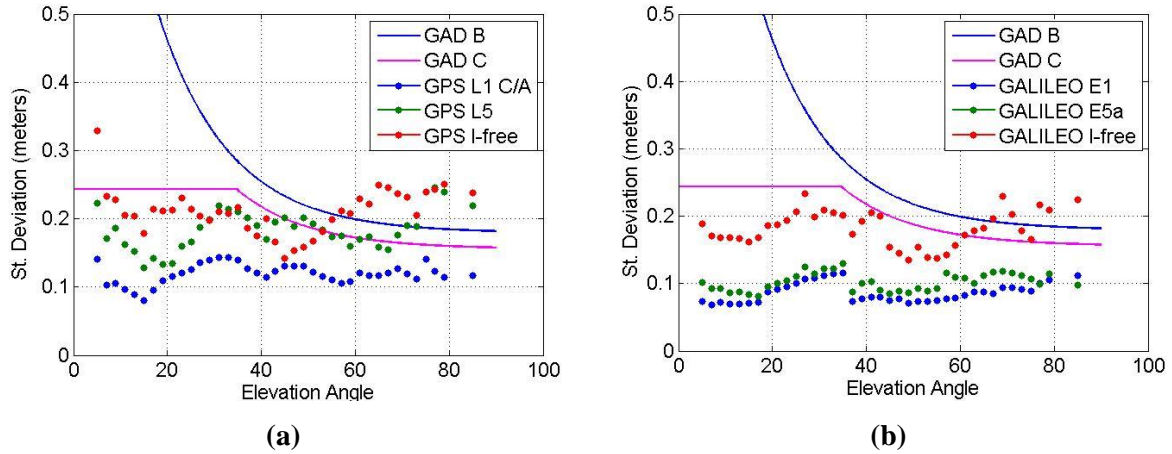 0.5
0.4
0.3
0.2
0.1
0
St. Deviation (meters)
GAD B
GAD C
GPS L1 C/A
GPS L5
GPS I-free
0 20 40 60 80 100
Elevation Angle
(a)
0.5
0.4
0.3
0.2
0.1
0
St. Deviation (meters)
GAD B
GAD C
GALILEO E1
GALILEO E5a
GALILEO I-free
0 20 40 60 80 100
Elevation Angle
(b)